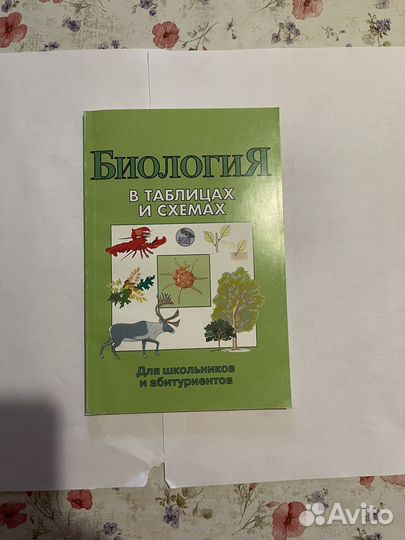 БИОЛОГИЯ
В ТАБЛИЦАХ
И СХЕМАХ
Для школьников
и абитуриентов
Avito